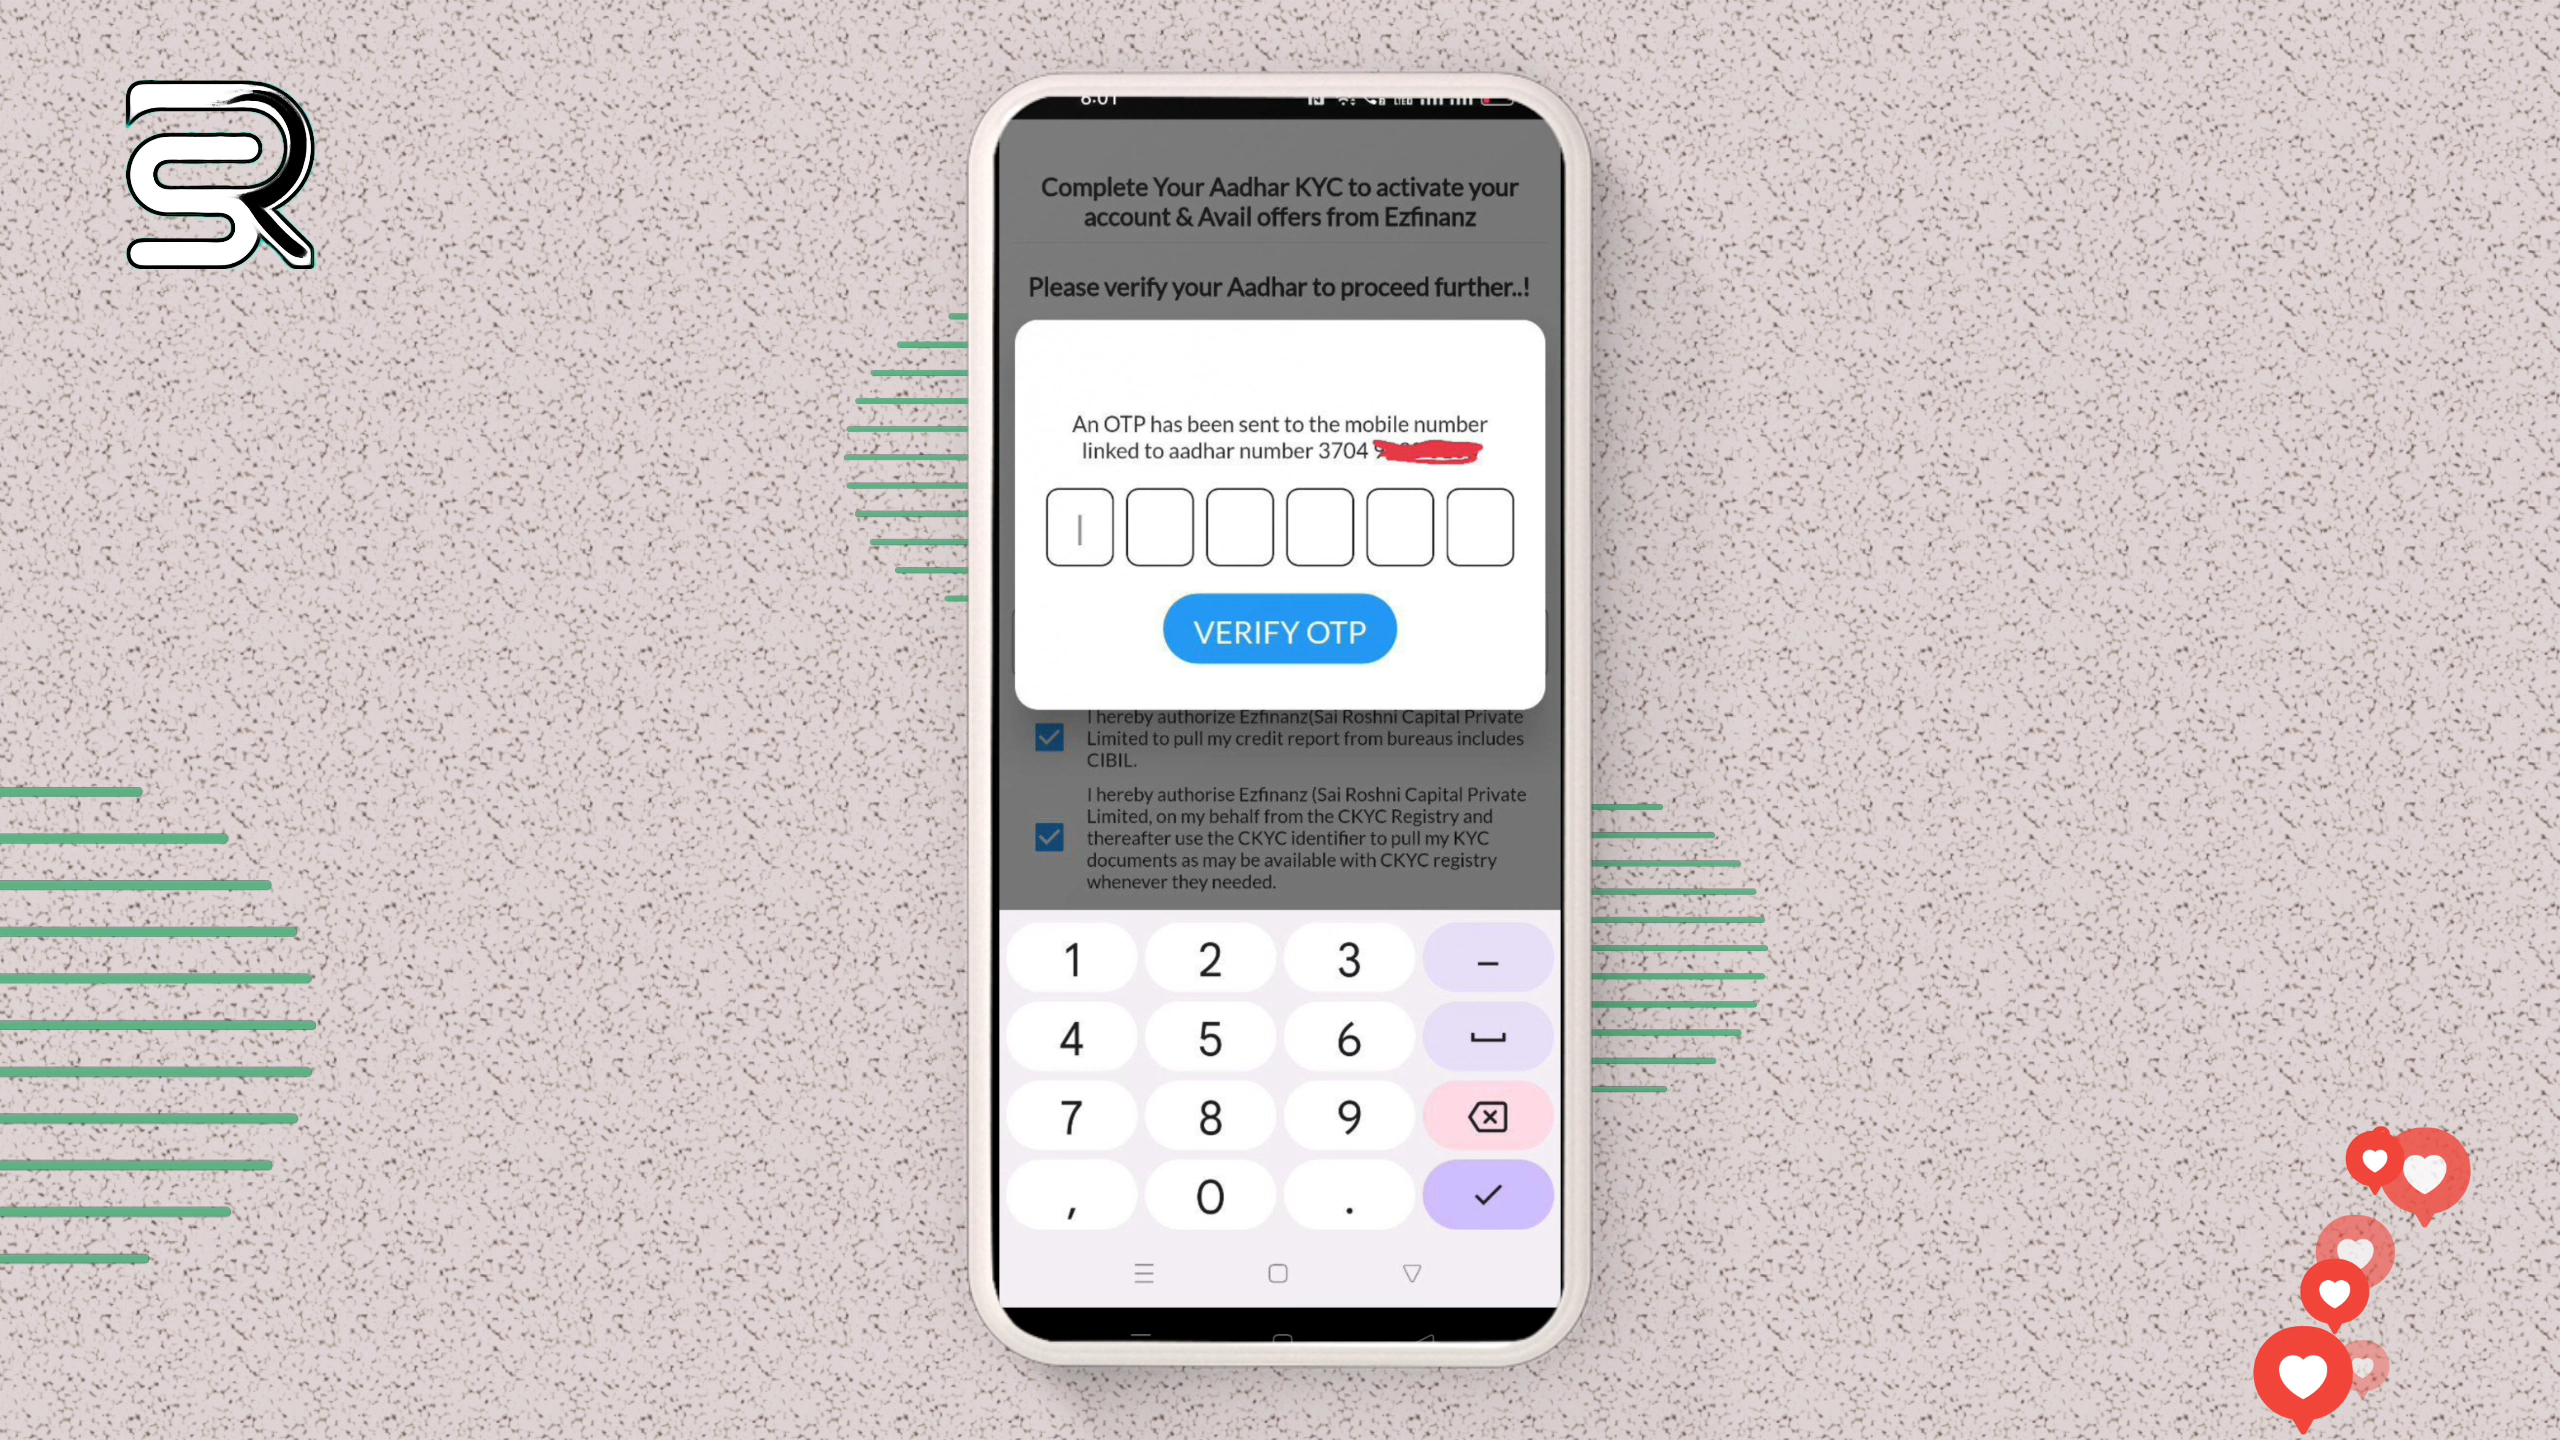 SR
6:01
Complete Your Aadhar KYC to activate your
account & Avail offers from Ezfinanz
Please verify your Aadhar to proceed further..!
An OTP has been sent to the mobile number
linked to aadhar number 3704
VERIFY OTP
I hereby authorize Ezfinanz(Sai Roshni Capital Private
Limited to pull my credit report from bureaus includes
CIBIL.
I hereby authorise Ezfinanz (Sai Roshni Capital Private
Limited, on my behalf from the CKYC Registry and
thereafter use the CKYC identifier to pull my KYC
documents as may be available with CKYC registry
whenever they needed.
1 2 3 –
4 5 6
7 8 9
, 0 .